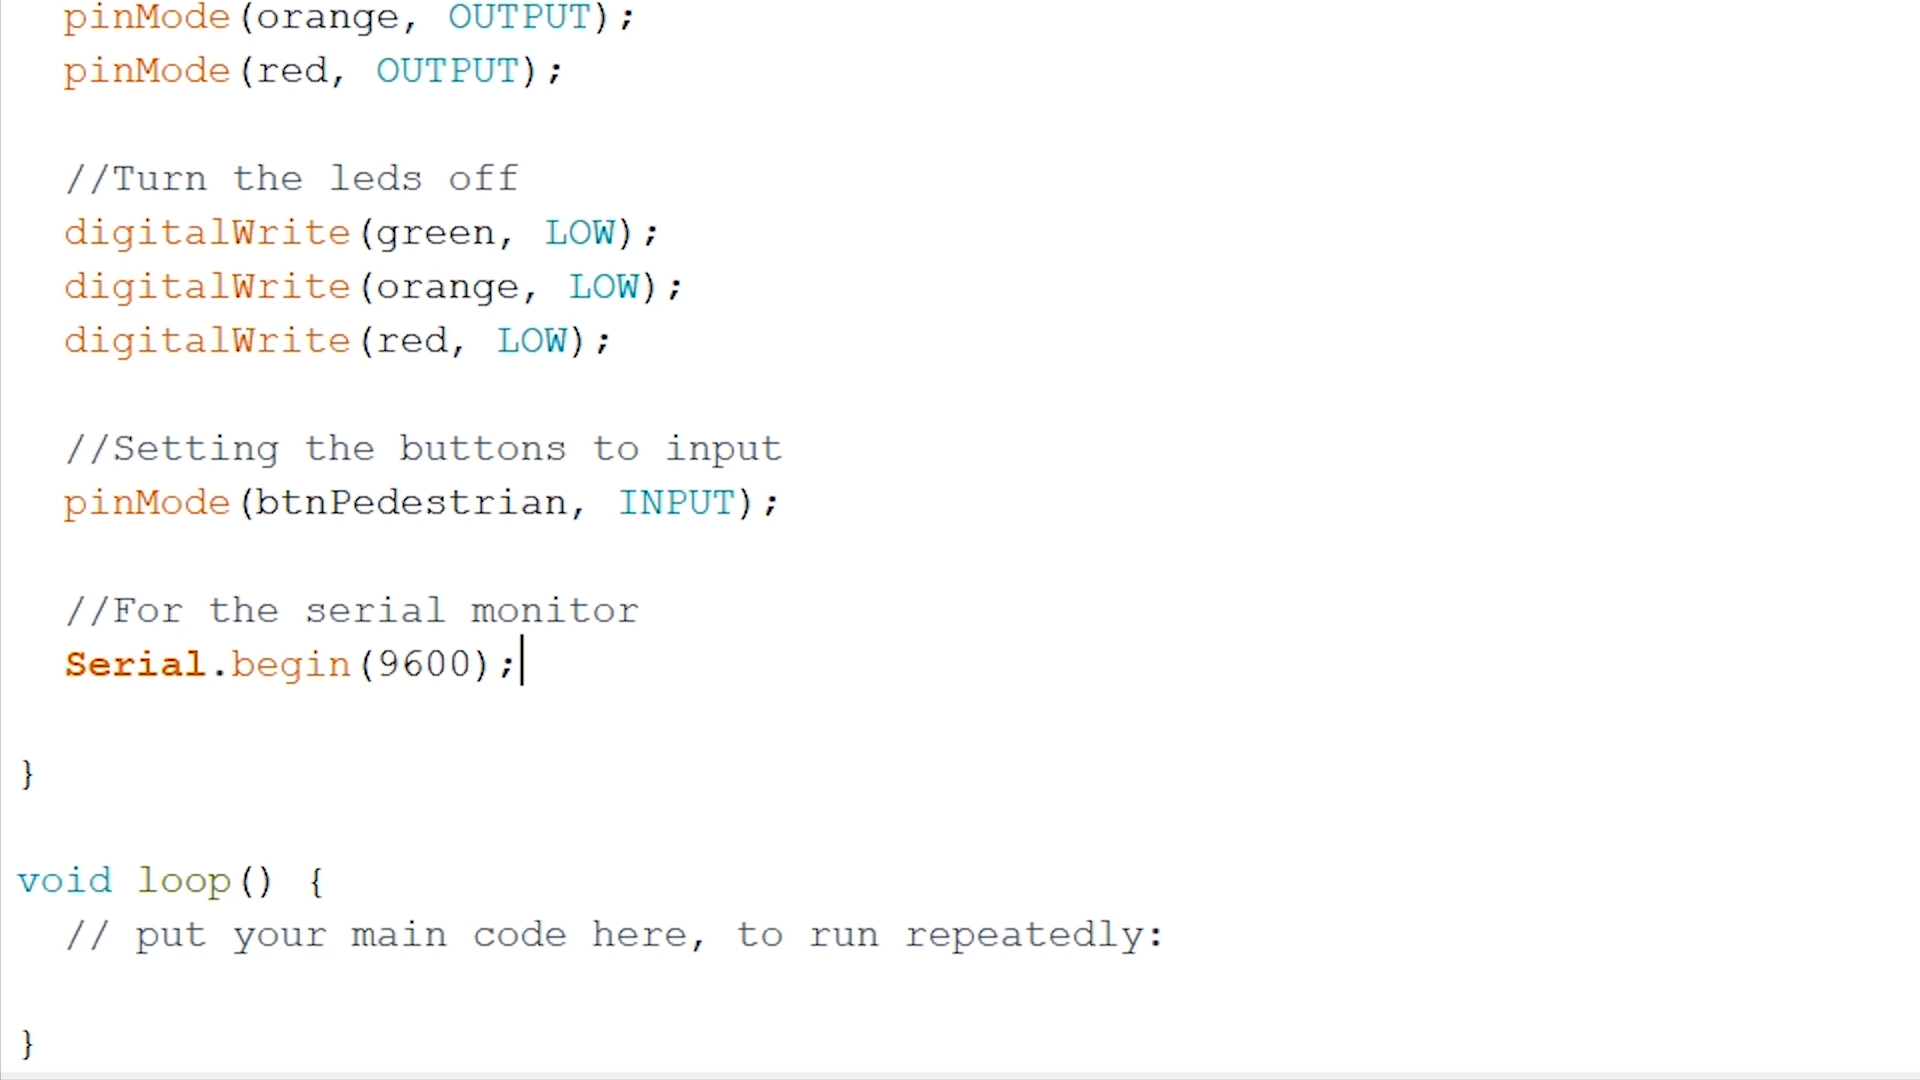 pinMode(orange, OUTPUT);
pinMode(red, OUTPUT);
//Turn the leds off
digitalWrite(green, LOW);
digitalWrite(orange, LOW);
digitalWrite(red, LOW);
//Setting the buttons to input
pinMode(btnPedestrian, INPUT);
//For the serial monitor
Serial.begin(9600);
}
void loop() {
// put your main code here, to run repeatedly:
}